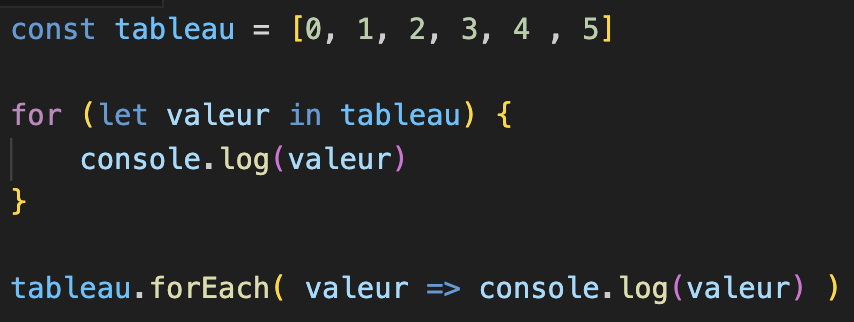 const tableau = [0, 1, 2, 3, 4 , 5]
for (let valeur in tableau) {
console.log(valeur)
}
tableau.forEach( valeur => console.log(valeur) )